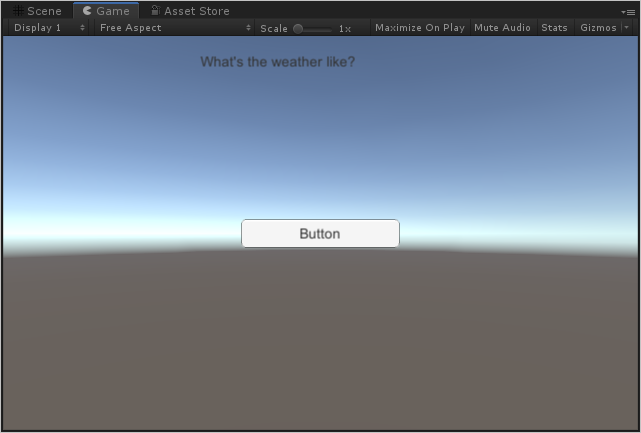 Scene Game Asset Store
Display 1 Free Aspect Scale 1x Maximize On Play Mute Audio Stats Gizmos
What's the weather like?
Button